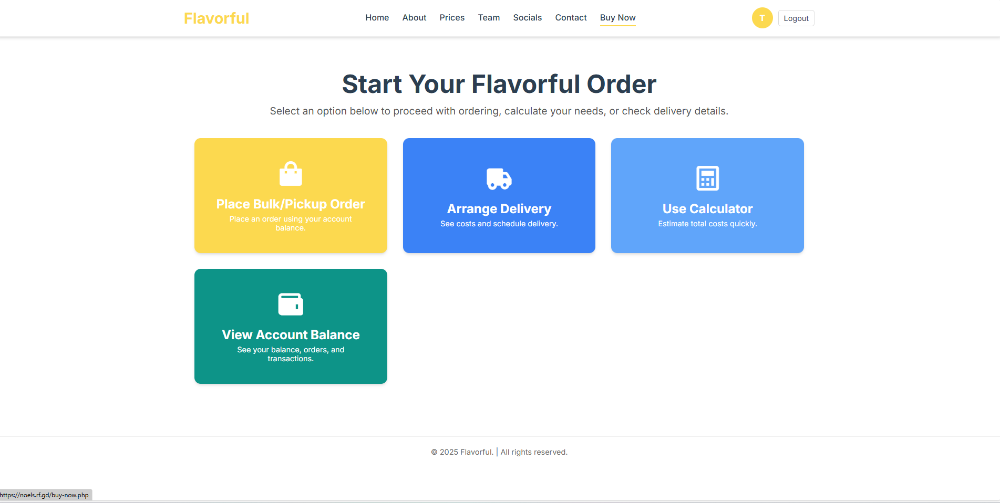 Flavorful
Home About Prices Team Socials Contact Buy Now
T Logout
Start Your Flavorful Order
Select an option below to proceed with ordering, calculate your needs, or check delivery details.
Place Bulk/Pickup Order
Place an order using your account
balance.
Arrange Delivery
See costs and schedule delivery.
Use Calculator
Estimate total costs quickly.
View Account Balance
See your balance, orders, and
transactions.
© 2025 Flavorful. | All rights reserved.
https://noels.rf.gd/buy-now.php